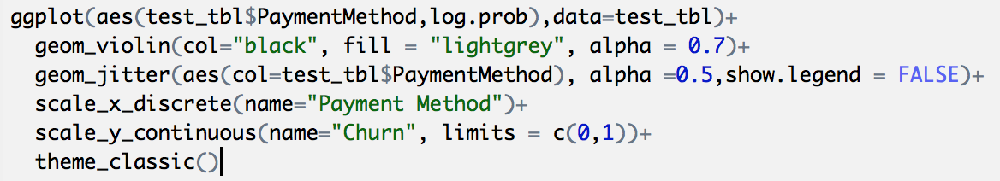 ggplot(aes(test_tbl$PaymentMethod,log.prob),data=test_tbl)+
  geom_violin(col="black", fill = "lightgrey", alpha = 0.7)+
  geom_jitter(aes(col=test_tbl$PaymentMethod), alpha =0.5,show.legend = FALSE)+
  scale_x_discrete(name="Payment Method")+
  scale_y_continuous(name="Churn", limits = c(0,1))+
  theme_classic()